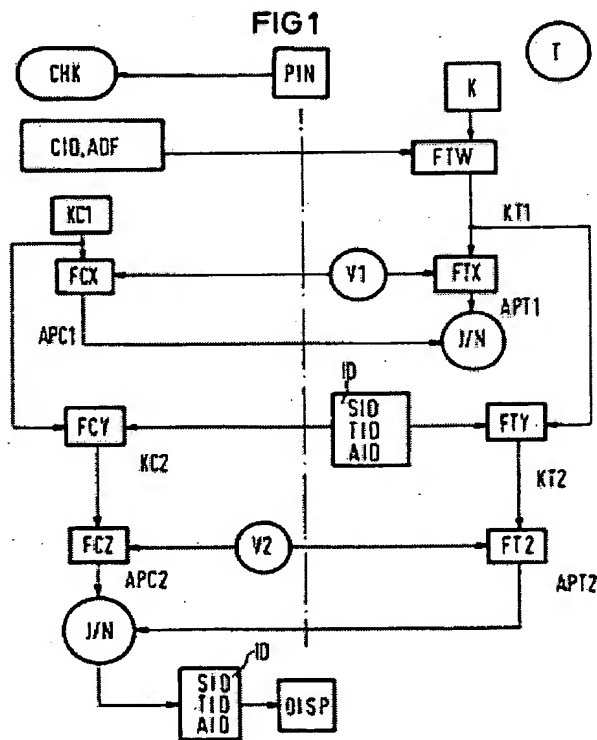 FIG1
T
CHK
PIN
K
CID,ADF
FTW
KC1
KT1
FCX
V1
FTX
APC1
APT1
J/N
ID
SID
TID
AID
FCY
FTY
KC2
KT2
FCZ
V2
FTZ
APC2
APT2
J/N
ID
SID
TID
AID
DISP